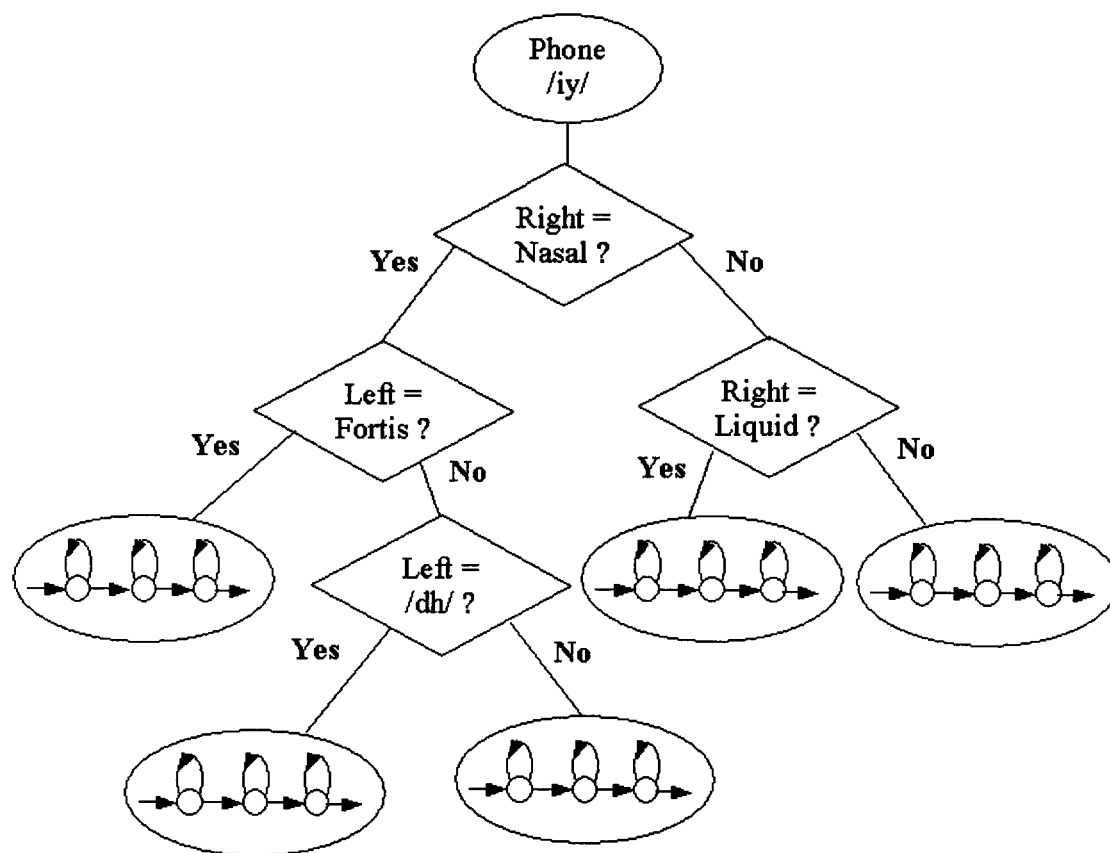 Phone
/iy/
Right =
Nasal ?
Yes
No
Left =
Fortis ?
Right =
Liquid ?
Yes
No
Yes
No
Left =
/dh/ ?
Yes
No